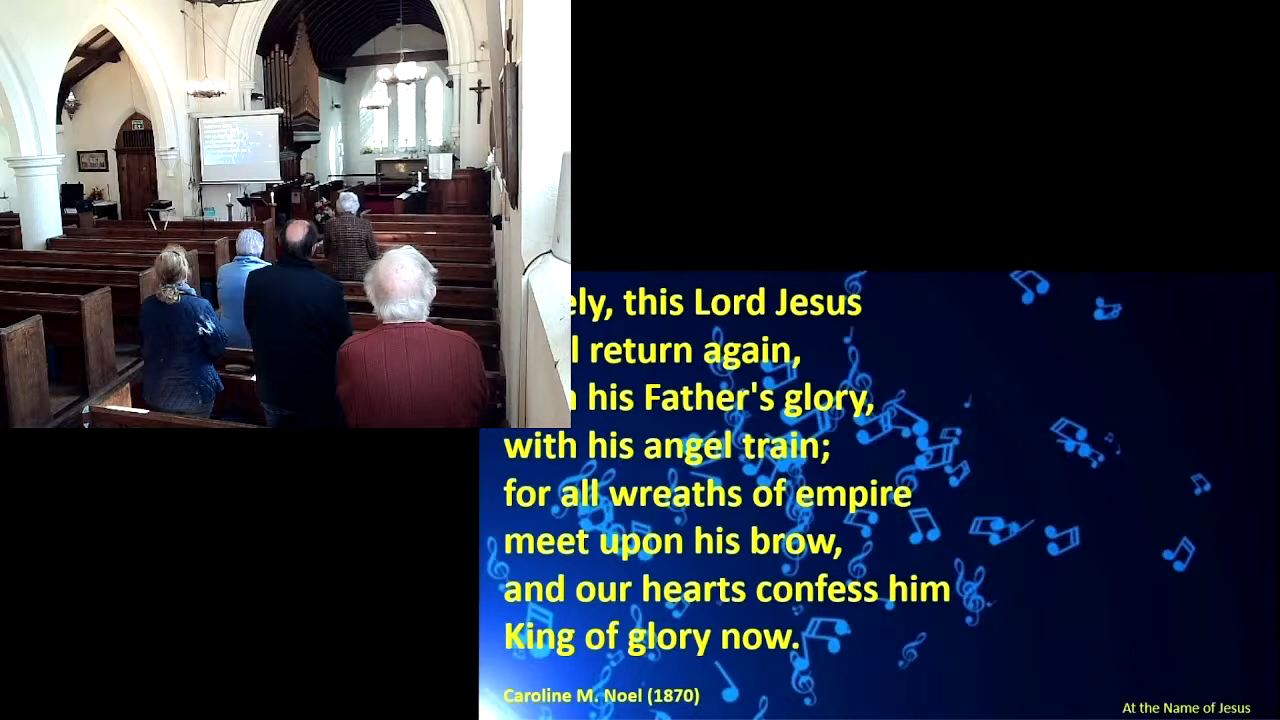 ely, this Lord Jesus
l return again,
his Father's glory,
with his angel train;
for all wreaths of empire
meet upon his brow,
and our hearts confess him
King of glory now.
Caroline M. Noel (1870)
At the Name of Jesus